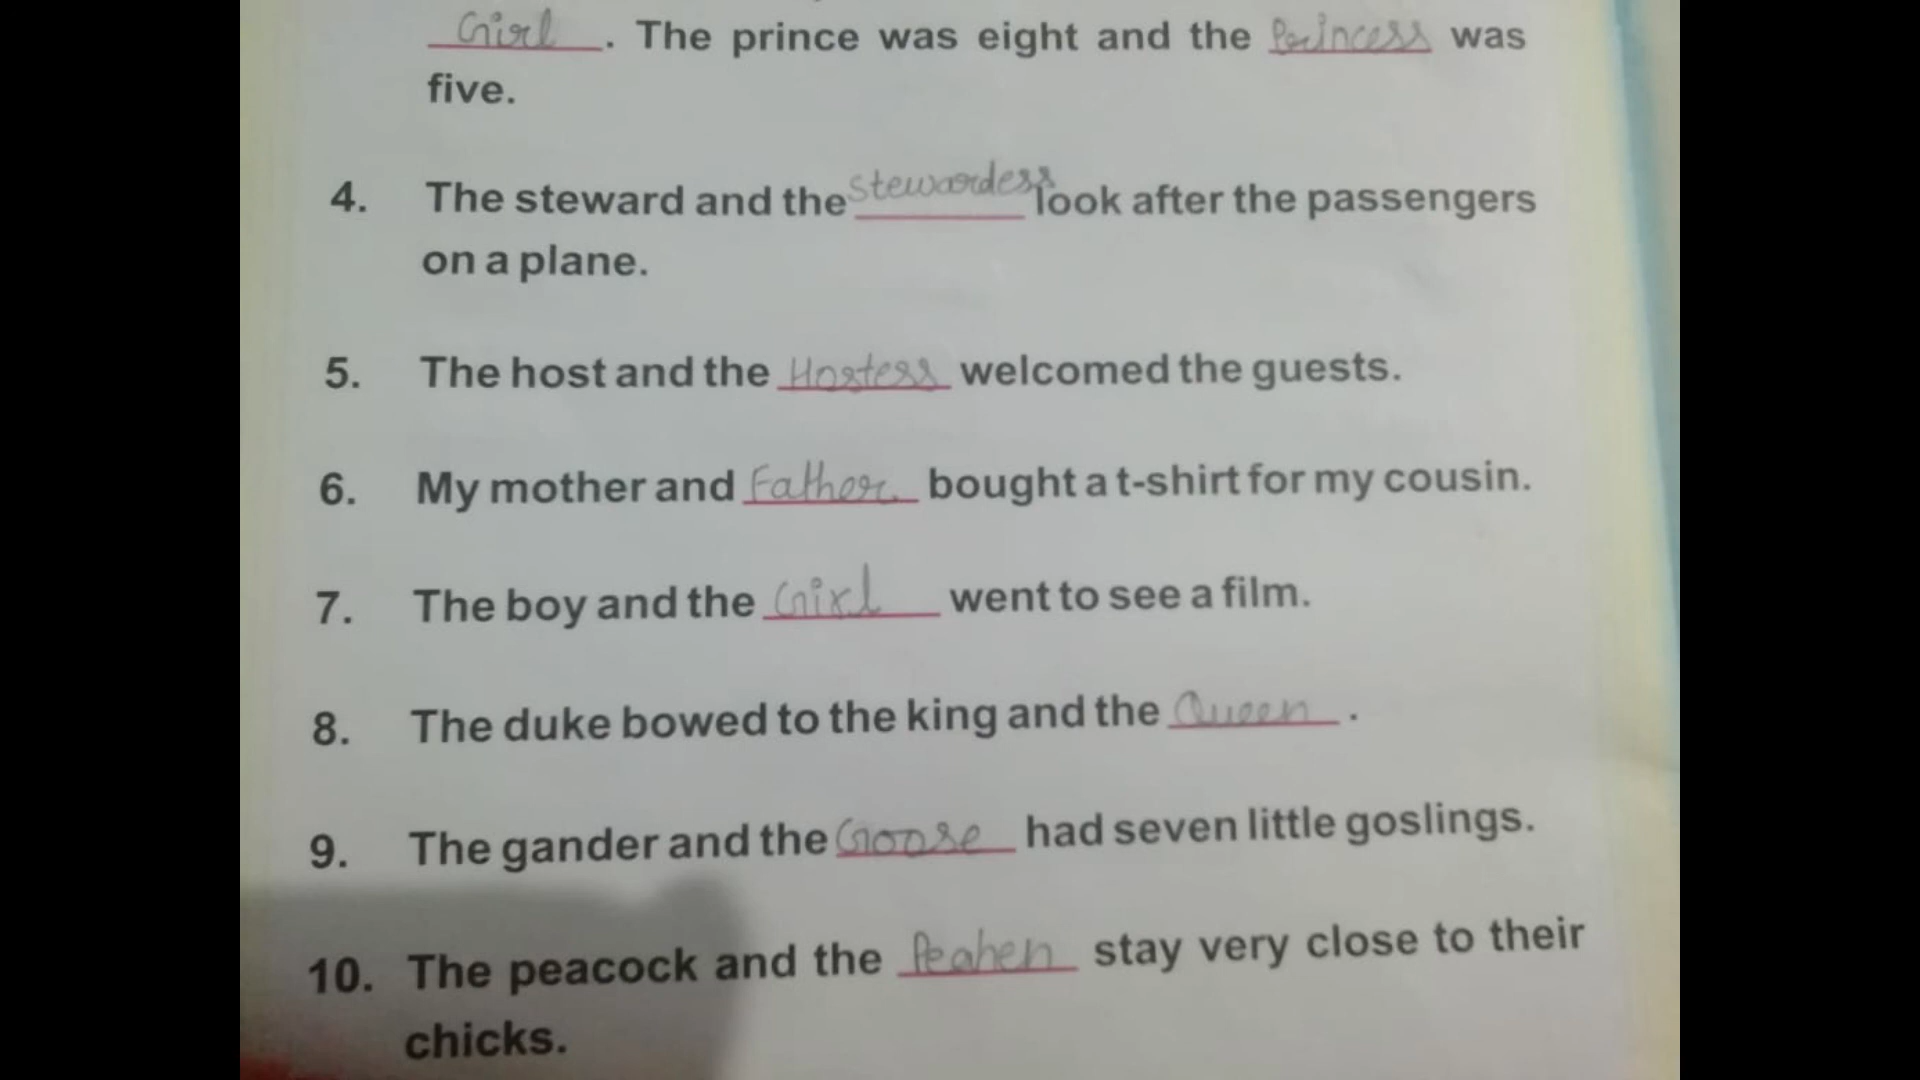 Girl. The prince was eight and the Princess was
five.
4. The steward and the stewardess look after the passengers
on a plane.
5. The host and the Hostess welcomed the guests.
6. My mother and Father bought a t-shirt for my cousin.
7. The boy and the Girl went to see a film.
8. The duke bowed to the king and the Queen.
9. The gander and the Goose had seven little goslings.
10. The peacock and the Peahen stay very close to their
chicks.